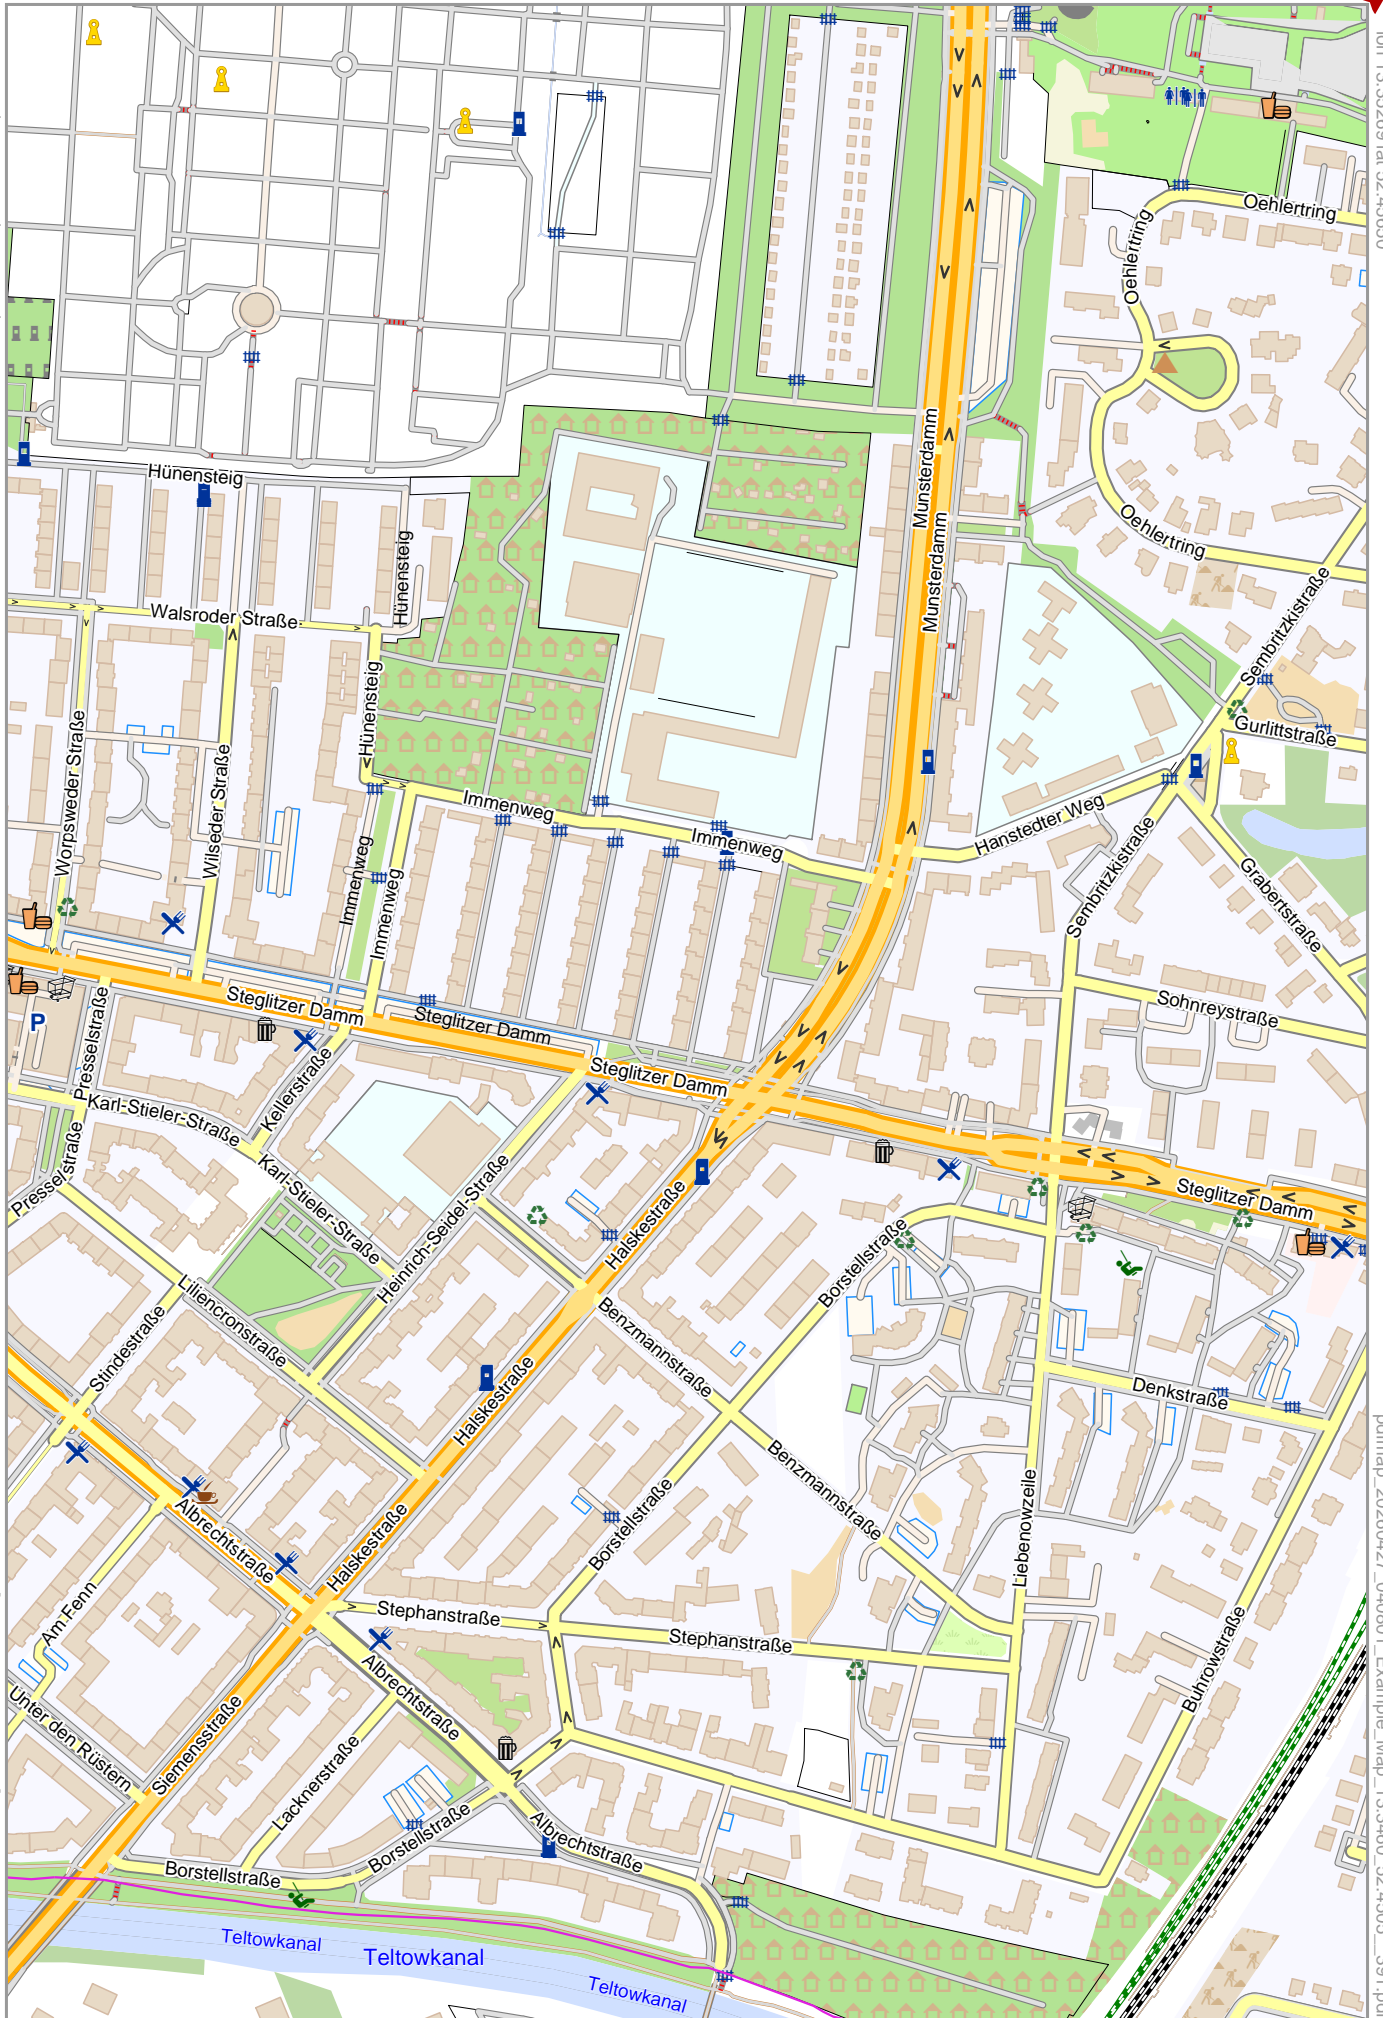 Oehlertring
Oehlertring
Munsterdamm
Hünensteig
Munsterdamm
Oehlertring
Hünensteig
Walsroder Straße
Sembritzkistraße
Hünensteig
Worpsweder Straße
Wilseder Straße
Gurlittstraße
Immenweg
Immenweg
Hanstedter Weg
Immenweg
Immenweg
Sembritzkistraße
Grabertstraße
Steglitzer Damm
Steglitzer Damm
Sohnreystraße
P
Presselstraße
Kellerstraße
Steglitzer Damm
Karl-Stieler-Straße
Presselstraße
Karl-Stieler-Straße
Heinrich-Seidel-Straße
Halskestraße
Steglitzer Damm
Borstellstraße
Liliencronstraße
Stindestraße
Benzmannstraße
Halskestraße
Denkstraße
Benzmannstraße
Borstellstraße
Liebenowzeile
Albrechtstraße
Halskestraße
Am Fenn
Stephanstraße
Stephanstraße
Albrechtstraße
Buhrowstraße
Unter den Rüstern
Siemensstraße
Lacknerstraße
Borstellstraße
Albrechtstraße
Borstellstraße
Teltowkanal
Teltowkanal
Teltowkanal